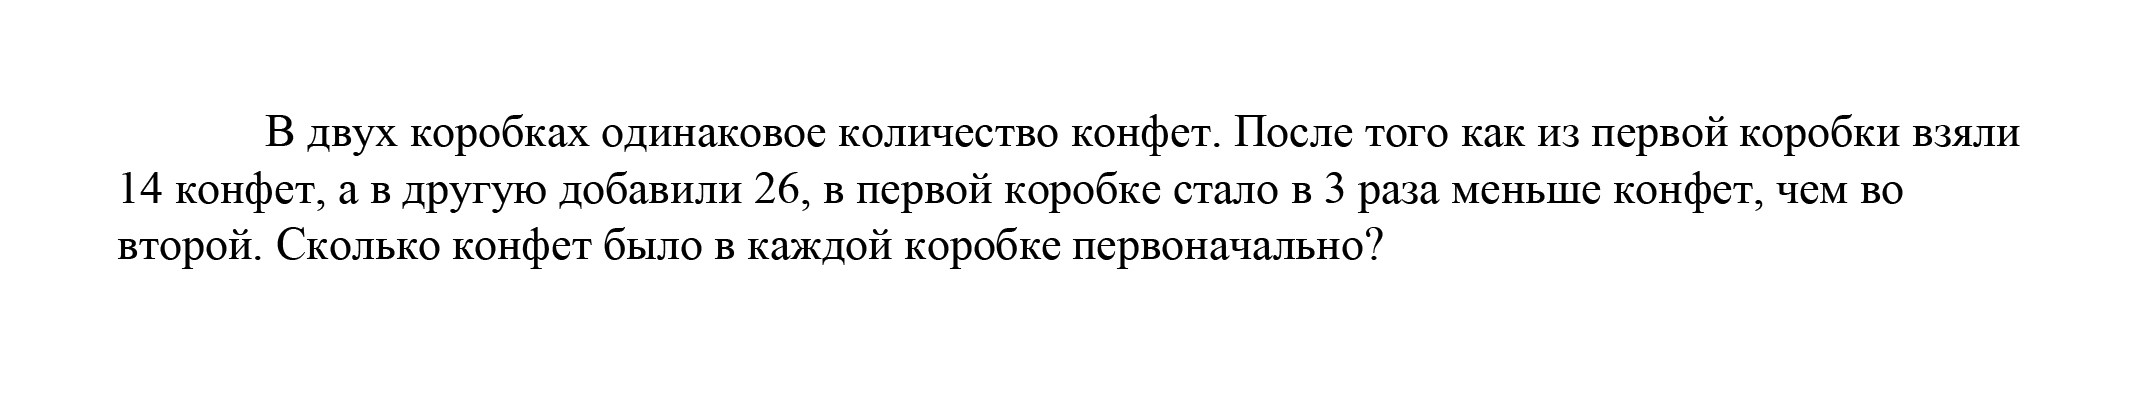 В двух коробках одинаковое количество конфет. После того как из первой коробки взяли
14 конфет, а в другую добавили 26, в первой коробке стало в 3 раза меньше конфет, чем во
второй. Сколько конфет было в каждой коробке первоначально?